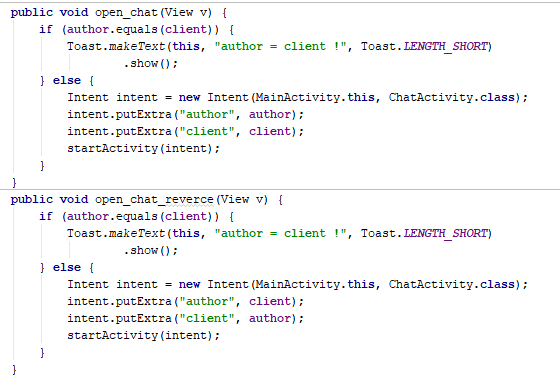 public void open_chat(View v) {
    if (author.equals(client)) {
        Toast.makeText(this, "author = client !", Toast.LENGTH_SHORT)
                .show();
    } else {
        Intent intent = new Intent(MainActivity.this, ChatActivity.class);
        intent.putExtra("author", author);
        intent.putExtra("client", client);
        startActivity(intent);
    }
}
public void open_chat_reverce(View v) {
    if (author.equals(client)) {
        Toast.makeText(this, "author = client !", Toast.LENGTH_SHORT)
                .show();
    } else {
        Intent intent = new Intent(MainActivity.this, ChatActivity.class);
        intent.putExtra("author", client);
        intent.putExtra("client", author);
        startActivity(intent);
    }
}